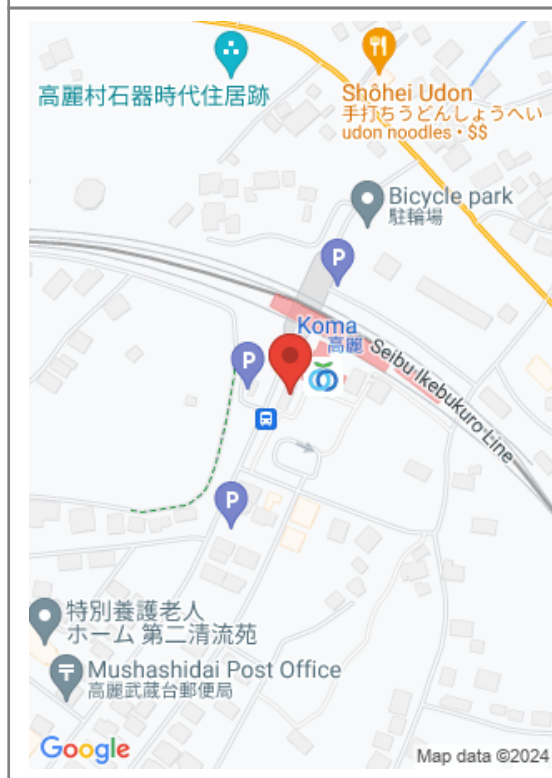 高麗村石器時代住居跡
Shôhei Udon
手打ちうどんしょうへい
udon noodles • $$
Bicycle park
駐輪場
P
Koma
高麗
Seibu Ikebukuro Line
P
P
特別養護老人
ホーム 第二清流苑
Mushashidai Post Office
高麗武蔵台郵便局
Google
Map data ©2024